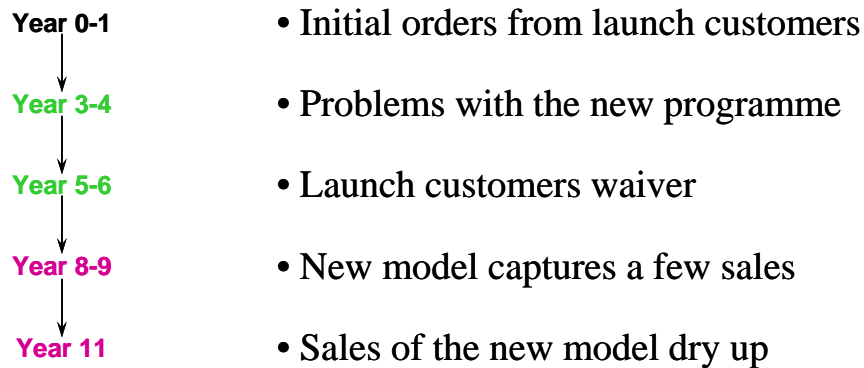 Year 0-1 • Initial orders from launch customers
Year 3-4 • Problems with the new programme
Year 5-6 • Launch customers waiver
Year 8-9 • New model captures a few sales
Year 11 • Sales of the new model dry up